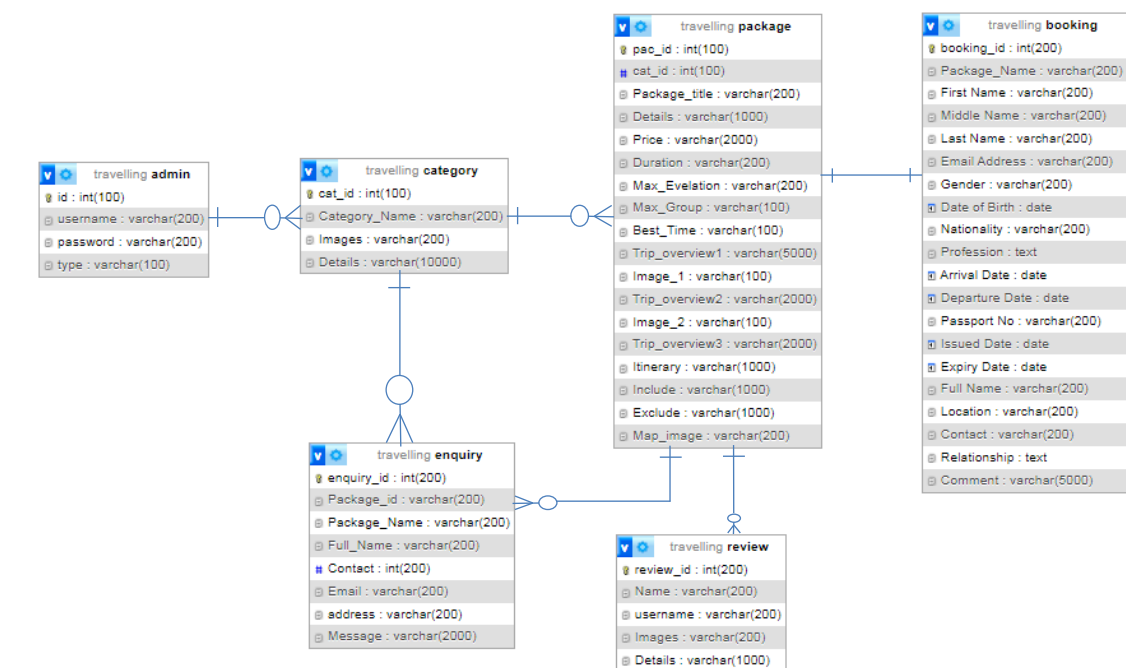 travelling admin
id : int(100)
username : varchar(200)
password : varchar(200)
type : varchar(100)
travelling category
cat_id : int(100)
Category_Name : varchar(200)
Images : varchar(200)
Details : varchar(10000)
travelling enquiry
enquiry_id : int(200)
Package_id : varchar(200)
Package_Name : varchar(200)
Full_Name : varchar(200)
Contact : int(200)
Email : varchar(200)
address : varchar(200)
Message : varchar(2000)
travelling package
pac_id : int(100)
cat_id : int(100)
Package_title : varchar(200)
Details : varchar(1000)
Price : varchar(2000)
Duration : varchar(200)
Max_Evelation : varchar(200)
Max_Group : varchar(100)
Best_Time : varchar(100)
Trip_overview1 : varchar(5000)
Image_1 : varchar(100)
Trip_overview2 : varchar(2000)
Image_2 : varchar(100)
Trip_overview3 : varchar(2000)
Itinerary : varchar(1000)
Include : varchar(1000)
Exclude : varchar(1000)
Map_image : varchar(200)
travelling review
review_id : int(200)
Name : varchar(200)
username : varchar(200)
Images : varchar(200)
Details : varchar(1000)
travelling booking
booking_id : int(200)
Package_Name : varchar(200)
First Name : varchar(200)
Middle Name : varchar(200)
Last Name : varchar(200)
Email Address : varchar(200)
Gender : varchar(200)
Date of Birth : date
Nationality : varchar(200)
Profession : text
Arrival Date : date
Departure Date : date
Passport No : varchar(200)
Issued Date : date
Expiry Date : date
Full Name : varchar(200)
Location : varchar(200)
Contact : varchar(200)
Relationship : text
Comment : varchar(5000)